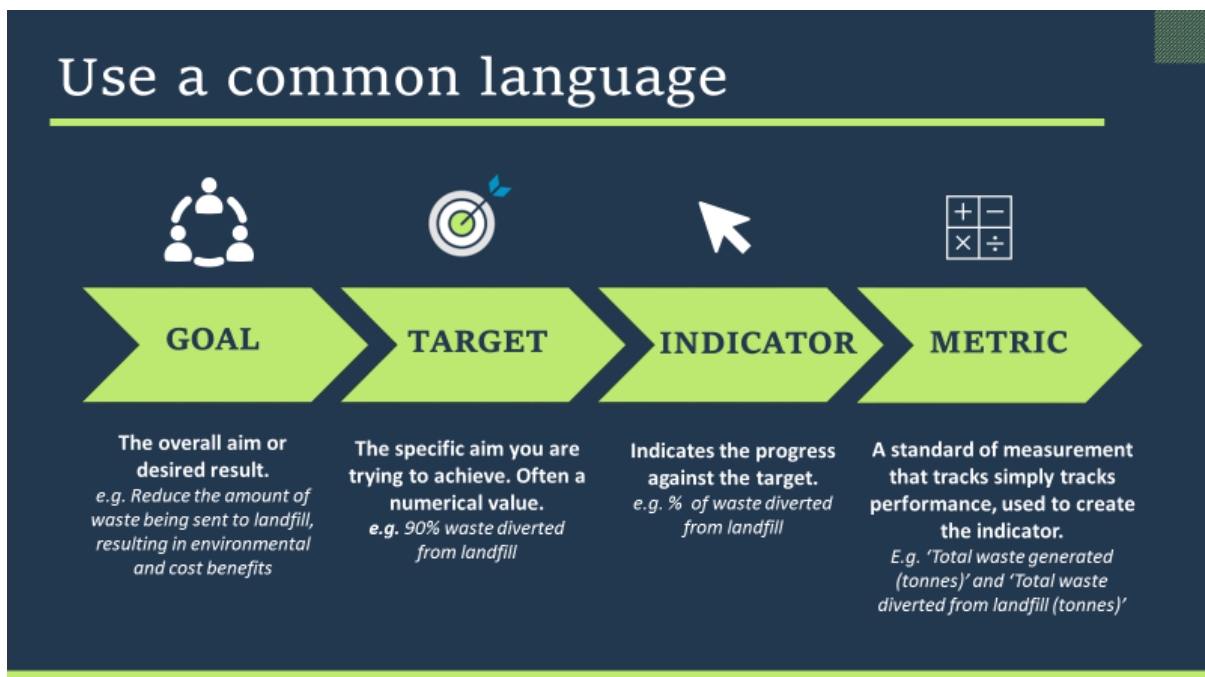 Use a common language
+ −
× ÷
GOAL
TARGET
INDICATOR
METRIC
The overall aim or
desired result.
e.g. Reduce the amount of
waste being sent to landfill,
resulting in environmental
and cost benefits
The specific aim you are
trying to achieve. Often a
numerical value.
e.g. 90% waste diverted
from landfill
Indicates the progress
against the target.
e.g. % of waste diverted
from landfill
A standard of measurement
that tracks simply tracks
performance, used to create
the indicator.
E.g. ‘Total waste generated
(tonnes)’ and ‘Total waste
diverted from landfill (tonnes)’